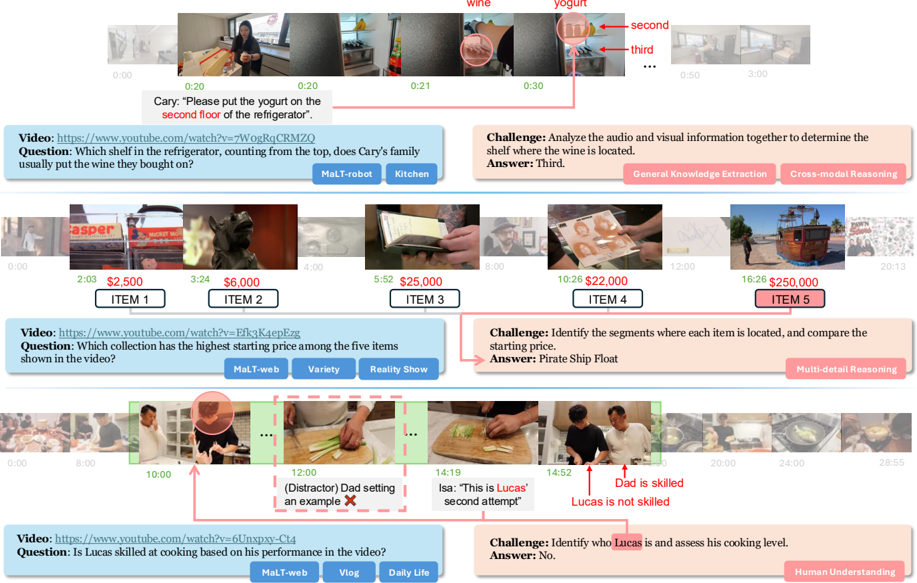 wine
yogurt
second
third
...
0:00
0:20
0:20
0:21
0:30
0:50
3:00
Cary: “Please put the yogurt on the
second floor of the refrigerator”.
Video: https://www.youtube.com/watch?v=7W0gRqCRMZQ
Question: Which shelf in the refrigerator, counting from the top, does Cary's family
usually put the wine they bought on?
MaLT-robot
Kitchen
Challenge: Analyze the audio and visual information together to determine the
shelf where the wine is located.
Answer: Third.
General Knowledge Extraction
Cross-modal Reasoning
asper
0:00
2:03
$2,500
3:24
$6,000
4:00
5:52
$25,000
8:00
10:26
$22,000
12:00
16:26
$250,000
20:13
ITEM 1
ITEM 2
ITEM 3
ITEM 4
ITEM 5
Video: https://www.youtube.com/watch?v=Efk3K4epEzg
Question: Which collection has the highest starting price among the five items
shown in the video?
MaLT-web
Variety
Reality Show
Challenge: Identify the segments where each item is located, and compare the
starting price.
Answer: Pirate Ship Float
Multi-detail Reasoning
...
...
0:00
8:00
10:00
12:00
14:19
14:52
20:00
24:00
28:55
(Distractor) Dad setting
an example ❌
Isa: “This is Lucas’
second attempt”
Dad is skilled
Lucas is not skilled
Video: https://www.youtube.com/watch?v=6Unxpxy-Ct4
Question: Is Lucas skilled at cooking based on his performance in the video?
MaLT-web
Vlog
Daily Life
Challenge: Identify who Lucas is and assess his cooking level.
Answer: No.
Human Understanding